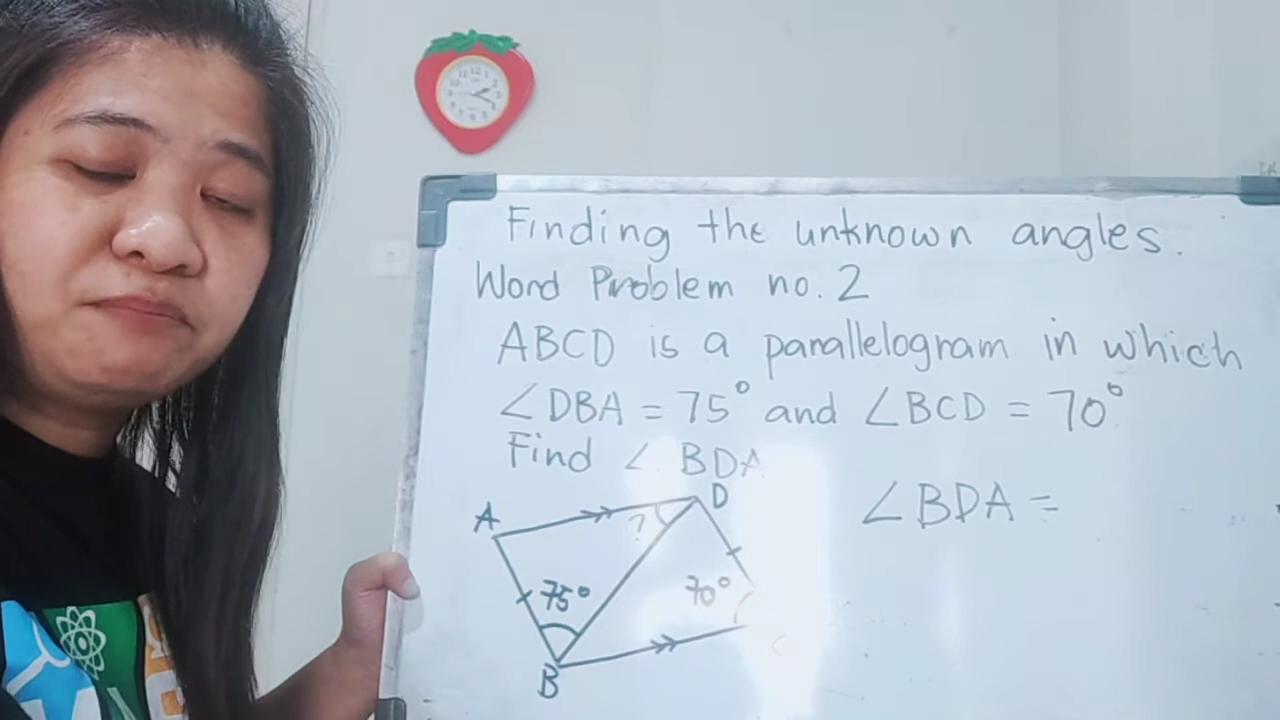 Finding the unknown angles.
Word Problem no. 2
ABCD is a parallelogram in which
∠DBA = 75° and ∠BCD = 70°
Find ∠ BDA
∠BDA =
A
D
?
75°
70°
B
C